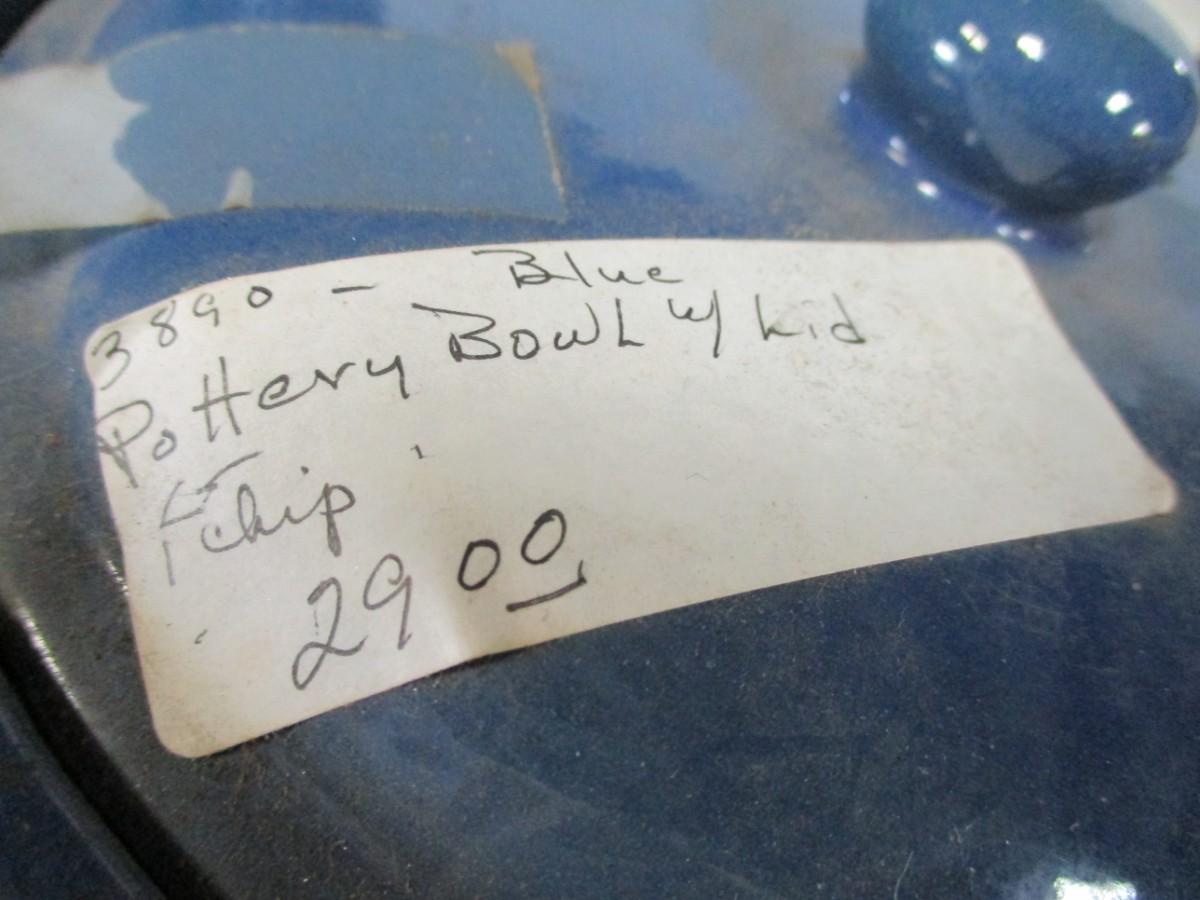 3890 - Blue
Pottery Bowl w/ Lid
chip
29 00